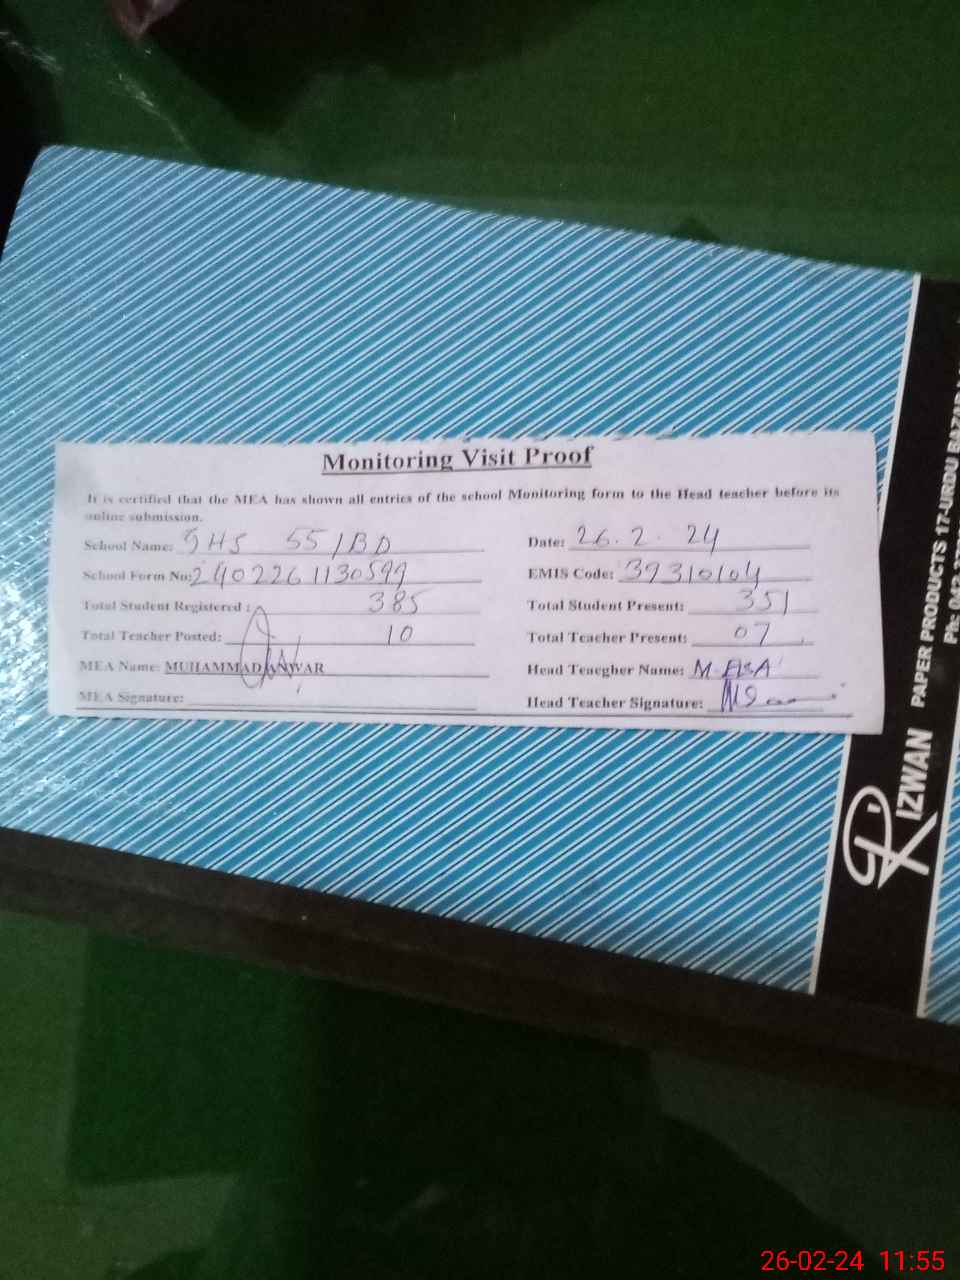 Monitoring Visit Proof
It is certified that the MEA has shown all entries of the school Monitoring form to the Head teacher before its
online submission.
School Name: GHS 55/BD Date: 26.2.24
School Form No: 2402261130599 EMIS Code: 39310104
Total Student Registered : 385 Total Student Present: 351
Total Teacher Posted: 10 Total Teacher Present: 07
MEA Name: MUHAMMAD ANWAR Head Teacgher Name: M.
MEA Signature: Head Teacher Signature:
RIZWAN PAPER PRODUCTS 17-URDU
Ph: 042
26-02-24 11:55